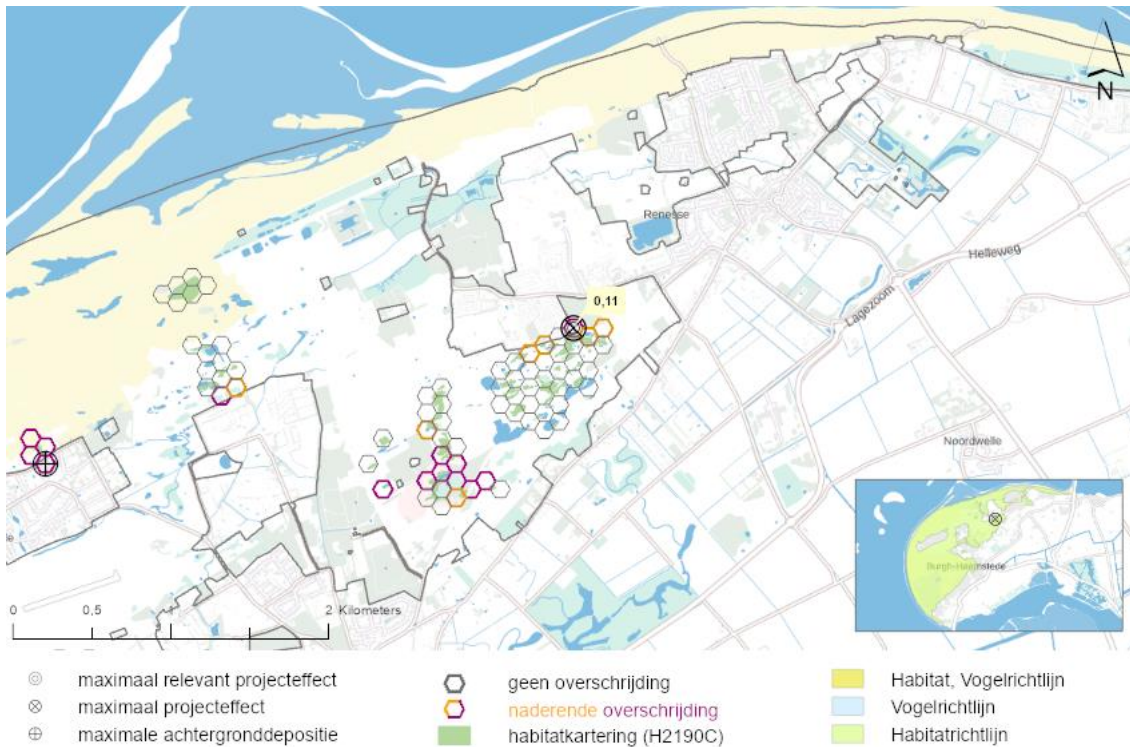 N
Renesse
Helleweg
Lagezoom
0,11
Noordwelle
Burgh-Haamstede
0 0,5 1 2 Kilometers
maximaal relevant projecteffect
maximaal projecteffect
maximale achtergronddepositie
geen overschrijding
naderende overschrijding
habitatkartering (H2190C)
Habitat, Vogelrichtlijn
Vogelrichtlijn
Habitatrichtlijn